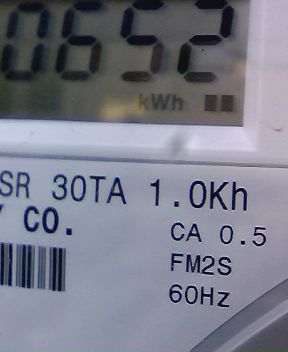 0652
kWh
SR 30TA 1.0Kh
Y CO.
CA 0.5
FM2S
60Hz